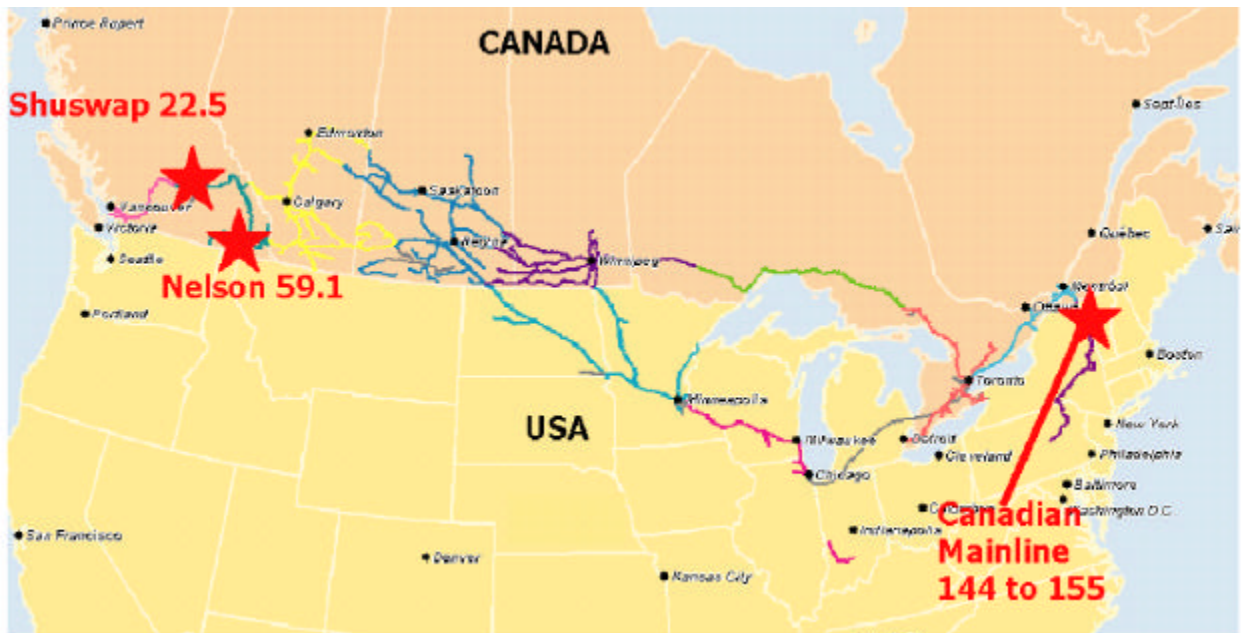 Prince Rupert
CANADA
Shuswap 22.5
Sept-Îles
Edmonton
Saskatoon
Calgary
Vancouver
Victoria
Regina
Québec
Seattle
Winnipeg
Nelson 59.1
Montréal
Ottawa
Portland
Boston
Toronto
Minneapolis
USA
New York
Milwaukee
Detroit
Cleveland
Philadelphia
Chicago
Baltimore
Washington D.C.
Canadian
Mainline
144 to 155
Indianapolis
San Francisco
Denver
Kansas City